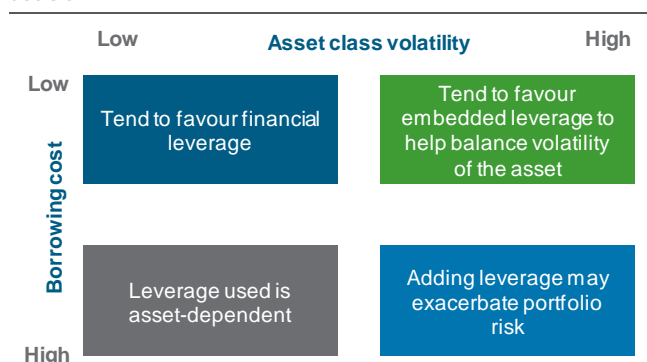 Low Asset class volatility High
Low
Tend to favour financial
leverage
Tend to favour
embedded leverage to
help balance volatility
of the asset
Borrowing cost
Leverage used is
asset-dependent
Adding leverage may
exacerbate portfolio
risk
High